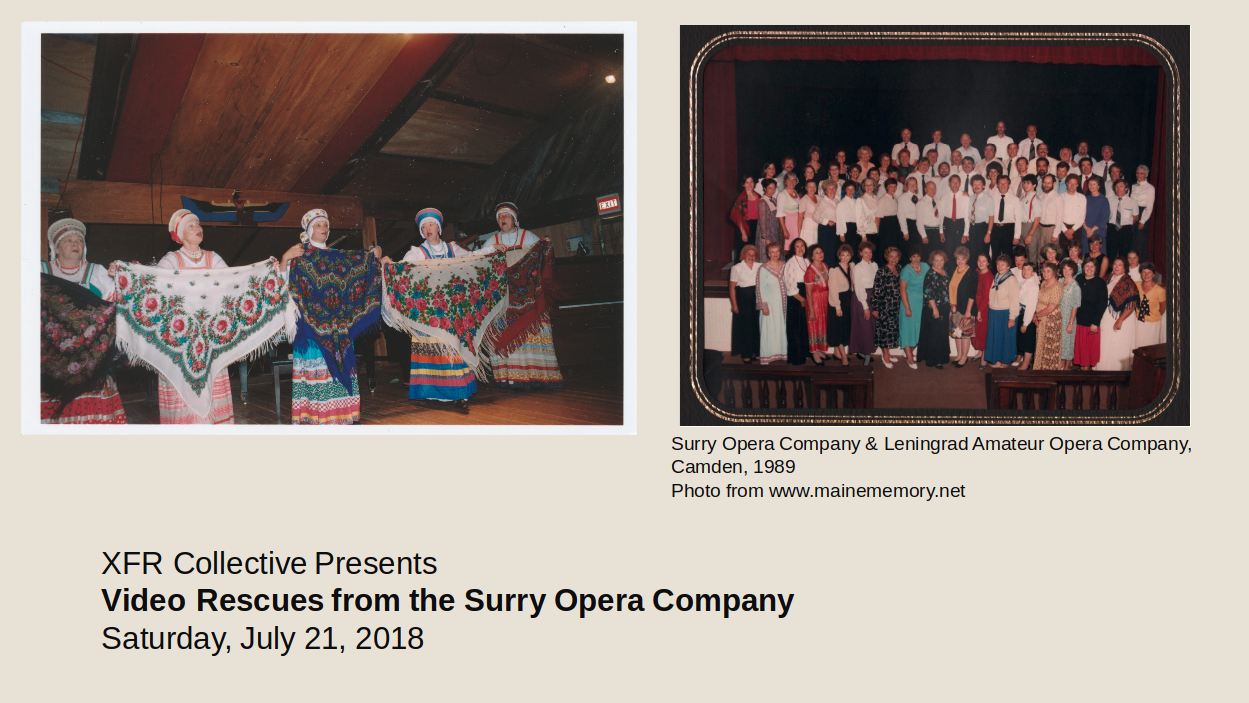 EXIT
Surry Opera Company & Leningrad Amateur Opera Company,
Camden, 1989
Photo from www.mainememory.net
XFR Collective Presents
Video Rescues from the Surry Opera Company
Saturday, July 21, 2018